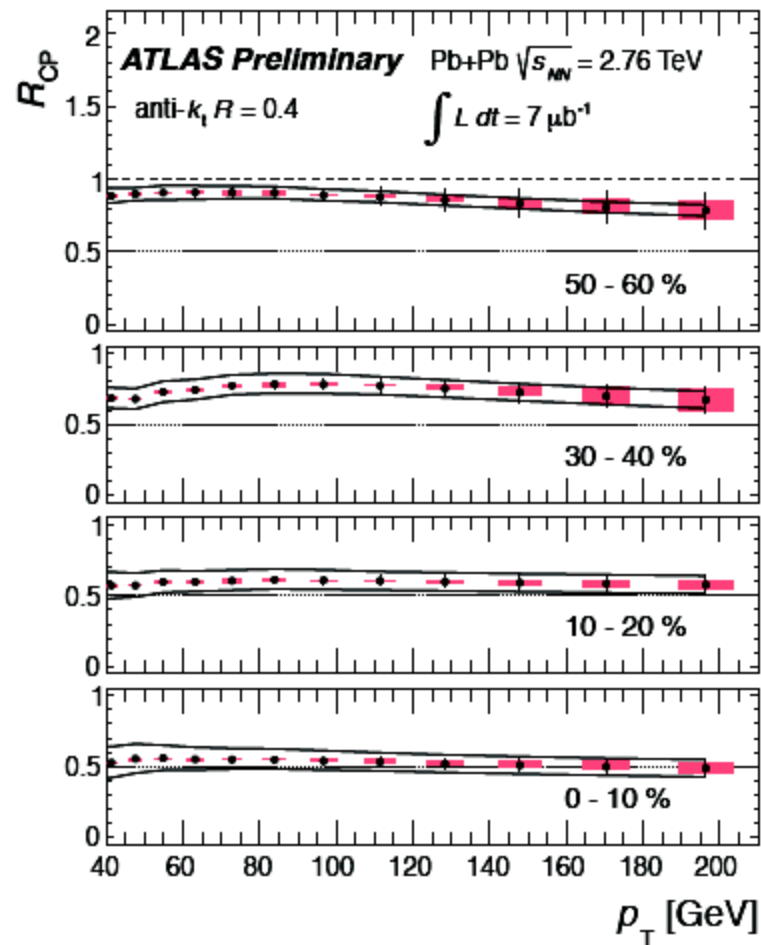 ATLAS Preliminary Pb+Pb √s_NN = 2.76 TeV
anti-k_t R = 0.4 ∫ L dt = 7 μb⁻¹
R_CP
2
1.5
1
0.5
0
50 - 60 %
1
0.5
0
30 - 40 %
1
0.5
0
10 - 20 %
1
0.5
0
0 - 10 %
40 60 80 100 120 140 160 180 200
p_T [GeV]